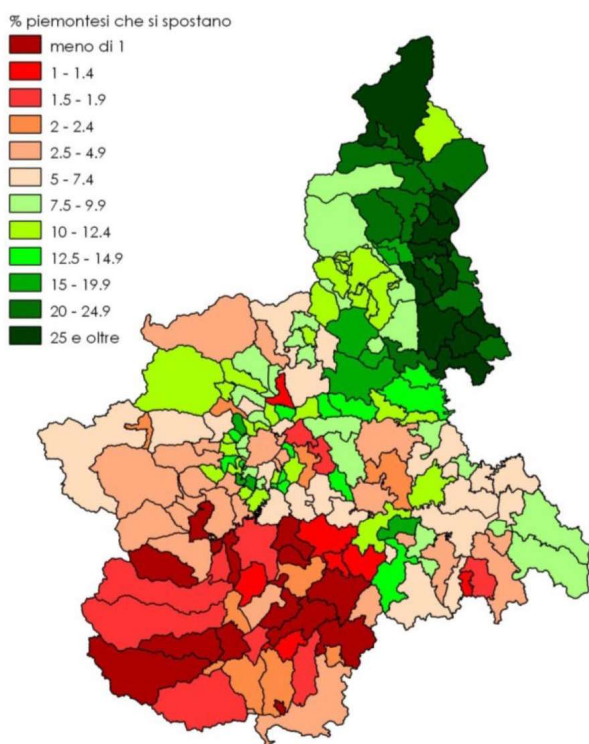 % piemontesi che si spostano
meno di 1
1 - 1.4
1.5 - 1.9
2 - 2.4
2.5 - 4.9
5 - 7.4
7.5 - 9.9
10 - 12.4
12.5 - 14.9
15 - 19.9
20 - 24.9
25 e oltre